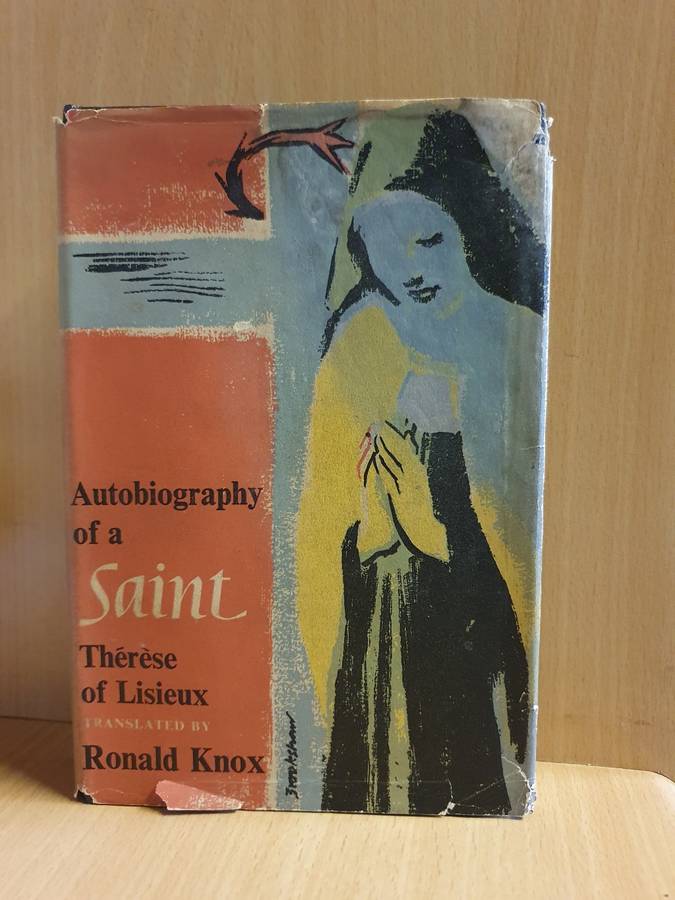 Autobiography
of a
Saint
Thérèse
of Lisieux
TRANSLATED BY
Ronald Knox